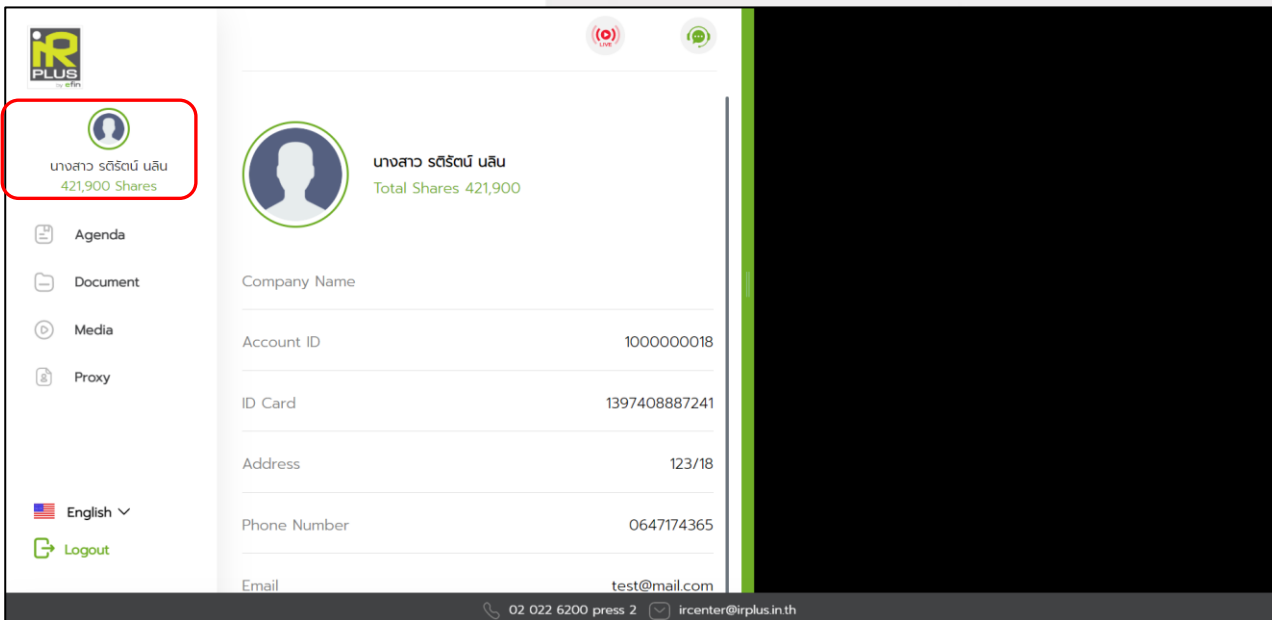 iR
PLUS
by efin
นางสาว รติรัตน์ นลิน
421,900 Shares
Agenda
Document
Media
Proxy
English
Logout
LIVE
นางสาว รติรัตน์ นลิน
Total Shares 421,900
Company Name
Account ID 1000000018
ID Card 1397408887241
Address 123/18
Phone Number 0647174365
Email test@mail.com
02 022 6200 press 2 ircenter@irplus.in.th